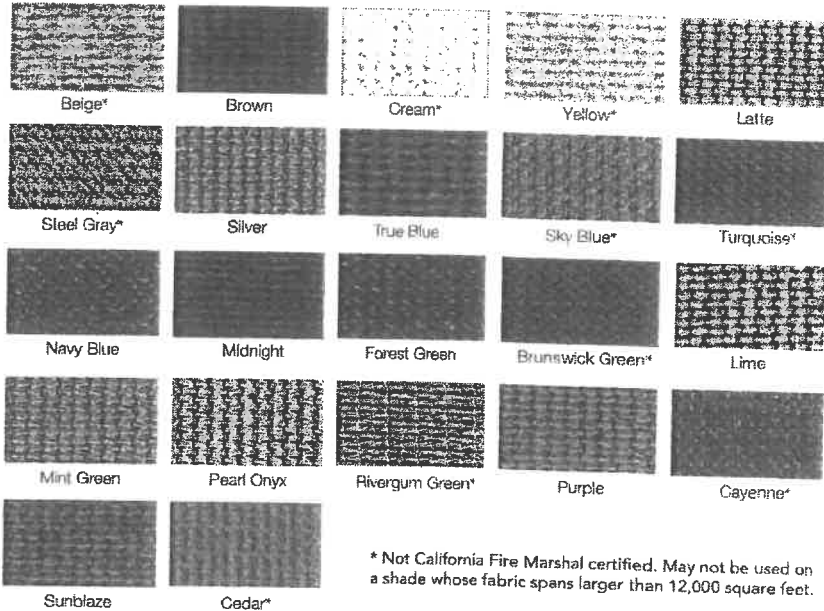 Beige*
Brown
Cream*
Yellow*
Latte
Steel Gray*
Silver
True Blue
Sky Blue*
Turquoise*
Navy Blue
Midnight
Forest Green
Brunswick Green*
Lime
Mint Green
Pearl Onyx
Rivergum Green*
Purple
Cayenne*
Sunblaze
Cedar*
* Not California Fire Marshal certified. May not be used on
a shade whose fabric spans larger than 12,000 square feet.